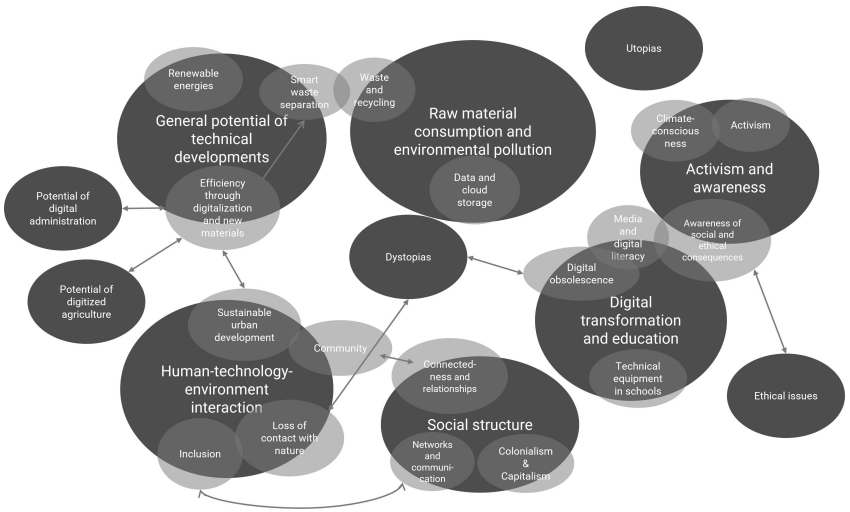 Utopias
Renewable
energies
Smart
waste
separation
Waste
and
recycling
General potential of
technical
developments
Raw material
consumption and
environmental pollution
Data and
cloud
storage
Climate-
conscious
ness
Activism
Activism and
awareness
Potential of
digital
administration
Efficiency
through
digitalization
and new
materials
Media
and
digital
literacy
Awareness of
social and
ethical
consequences
Dystopias
Digital
obsolescence
Potential of
digitized
agriculture
Digital
transformation
and education
Sustainable
urban
development
Community
Connected-
ness and
relationships
Technical
equipment
in schools
Human-technology-
environment
interaction
Ethical issues
Loss of
contact with
nature
Inclusion
Social structure
Networks
and
communi-
cation
Colonialism
&
Capitalism